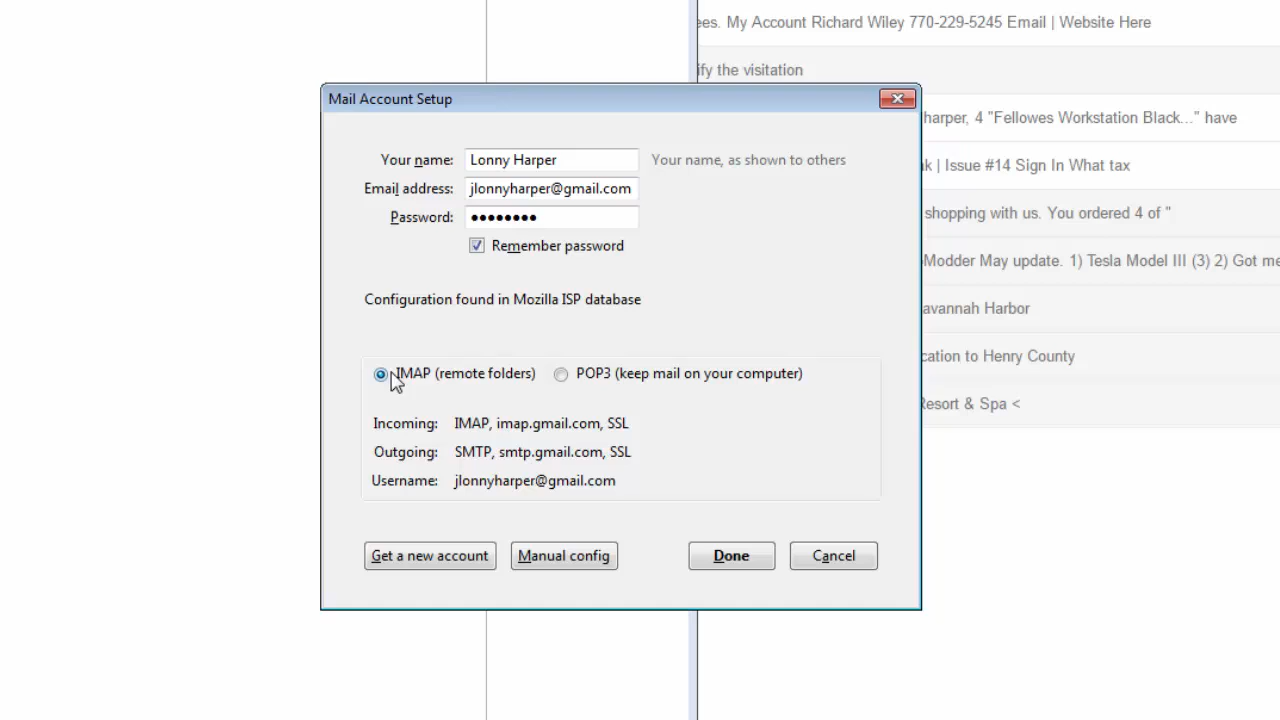 ees. My Account Richard Wiley 770-229-5245 Email | Website Here
ify the visitation
Mail Account Setup
harper, 4 "Fellowes Workstation Black..." have
Your name: Lonny Harper Your name, as shown to others
nk | Issue #14 Sign In What tax
Email address: jlonnyharper@gmail.com
shopping with us. You ordered 4 of "
Password: ••••••••
Remember password
Modder May update. 1) Tesla Model III (3) 2) Got me
Configuration found in Mozilla ISP database
avannah Harbor
cation to Henry County
IMAP (remote folders) POP3 (keep mail on your computer)
Resort & Spa <
Incoming: IMAP, imap.gmail.com, SSL
Outgoing: SMTP, smtp.gmail.com, SSL
Username: jlonnyharper@gmail.com
Get a new account Manual config Done Cancel